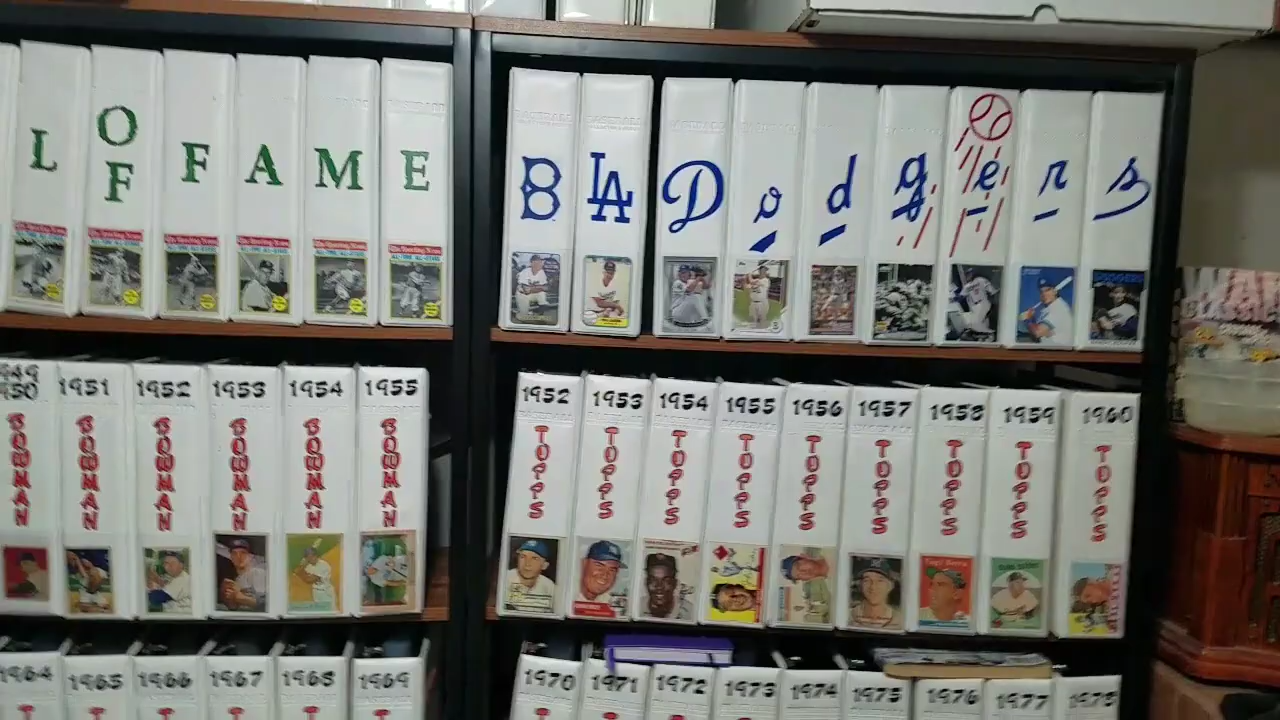 L O F F A M E
B LA D o d g e r s
1951 1952 1953 1954 1955
BOWMAN BOWMAN BOWMAN BOWMAN BOWMAN BOWMAN
1952 1953 1954 1955 1956 1957 1958 1959 1960
TOPPS TOPPS TOPPS TOPPS TOPPS TOPPS TOPPS TOPPS TOPPS
1964 1965 1966 1967 1968 1969
1970 1971 1972 1973 1974 1975 1976 1977 1978